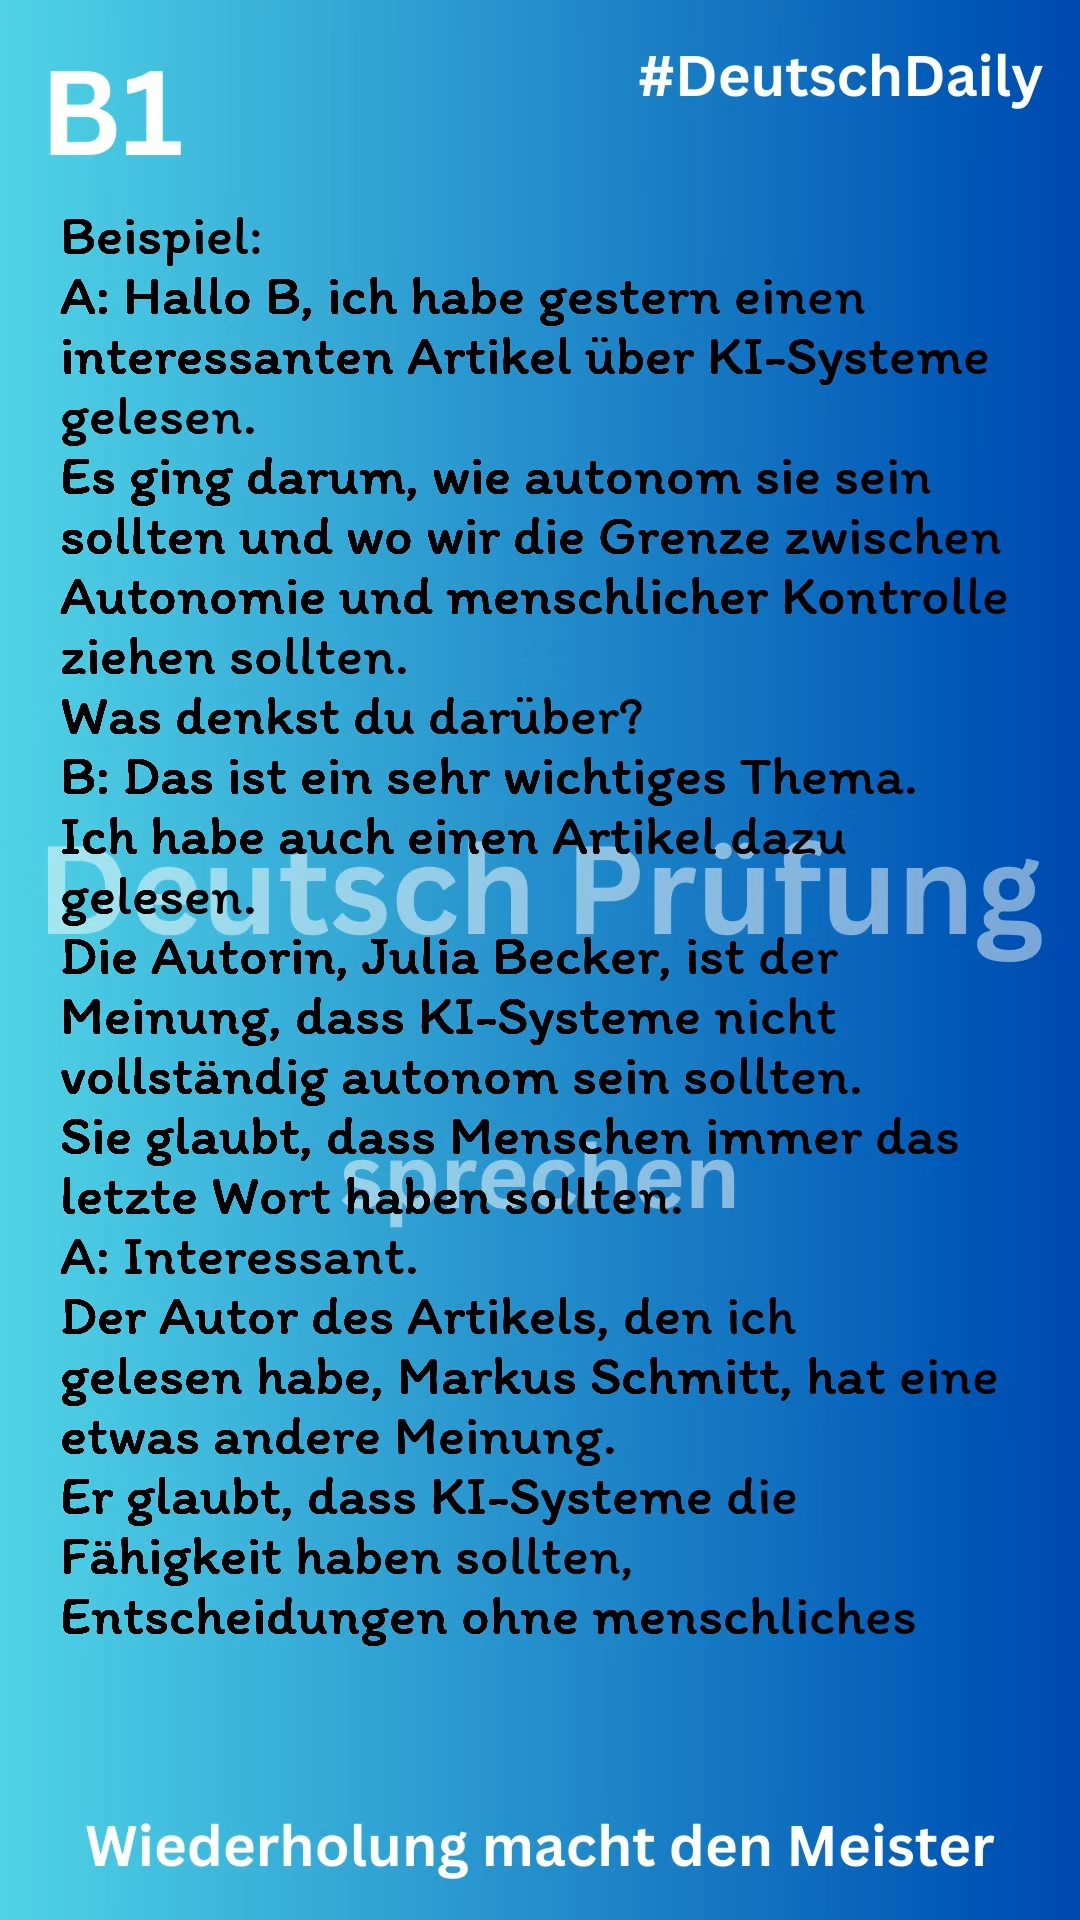 B1
#DeutschDaily
Beispiel:
A: Hallo B, ich habe gestern einen
interessanten Artikel über KI-Systeme
gelesen.
Es ging darum, wie autonom sie sein
sollten und wo wir die Grenze zwischen
Autonomie und menschlicher Kontrolle
ziehen sollten.
Was denkst du darüber?
B: Das ist ein sehr wichtiges Thema.
Ich habe auch einen Artikel dazu
Deutsch Prüfung
gelesen.
Die Autorin, Julia Becker, ist der
Meinung, dass KI-Systeme nicht
vollständig autonom sein sollten.
Sie glaubt, dass Menschen immer das
sprechen
letzte Wort haben sollten.
A: Interessant.
Der Autor des Artikels, den ich
gelesen habe, Markus Schmitt, hat eine
etwas andere Meinung.
Er glaubt, dass KI-Systeme die
Fähigkeit haben sollten,
Entscheidungen ohne menschliches
Wiederholung macht den Meister